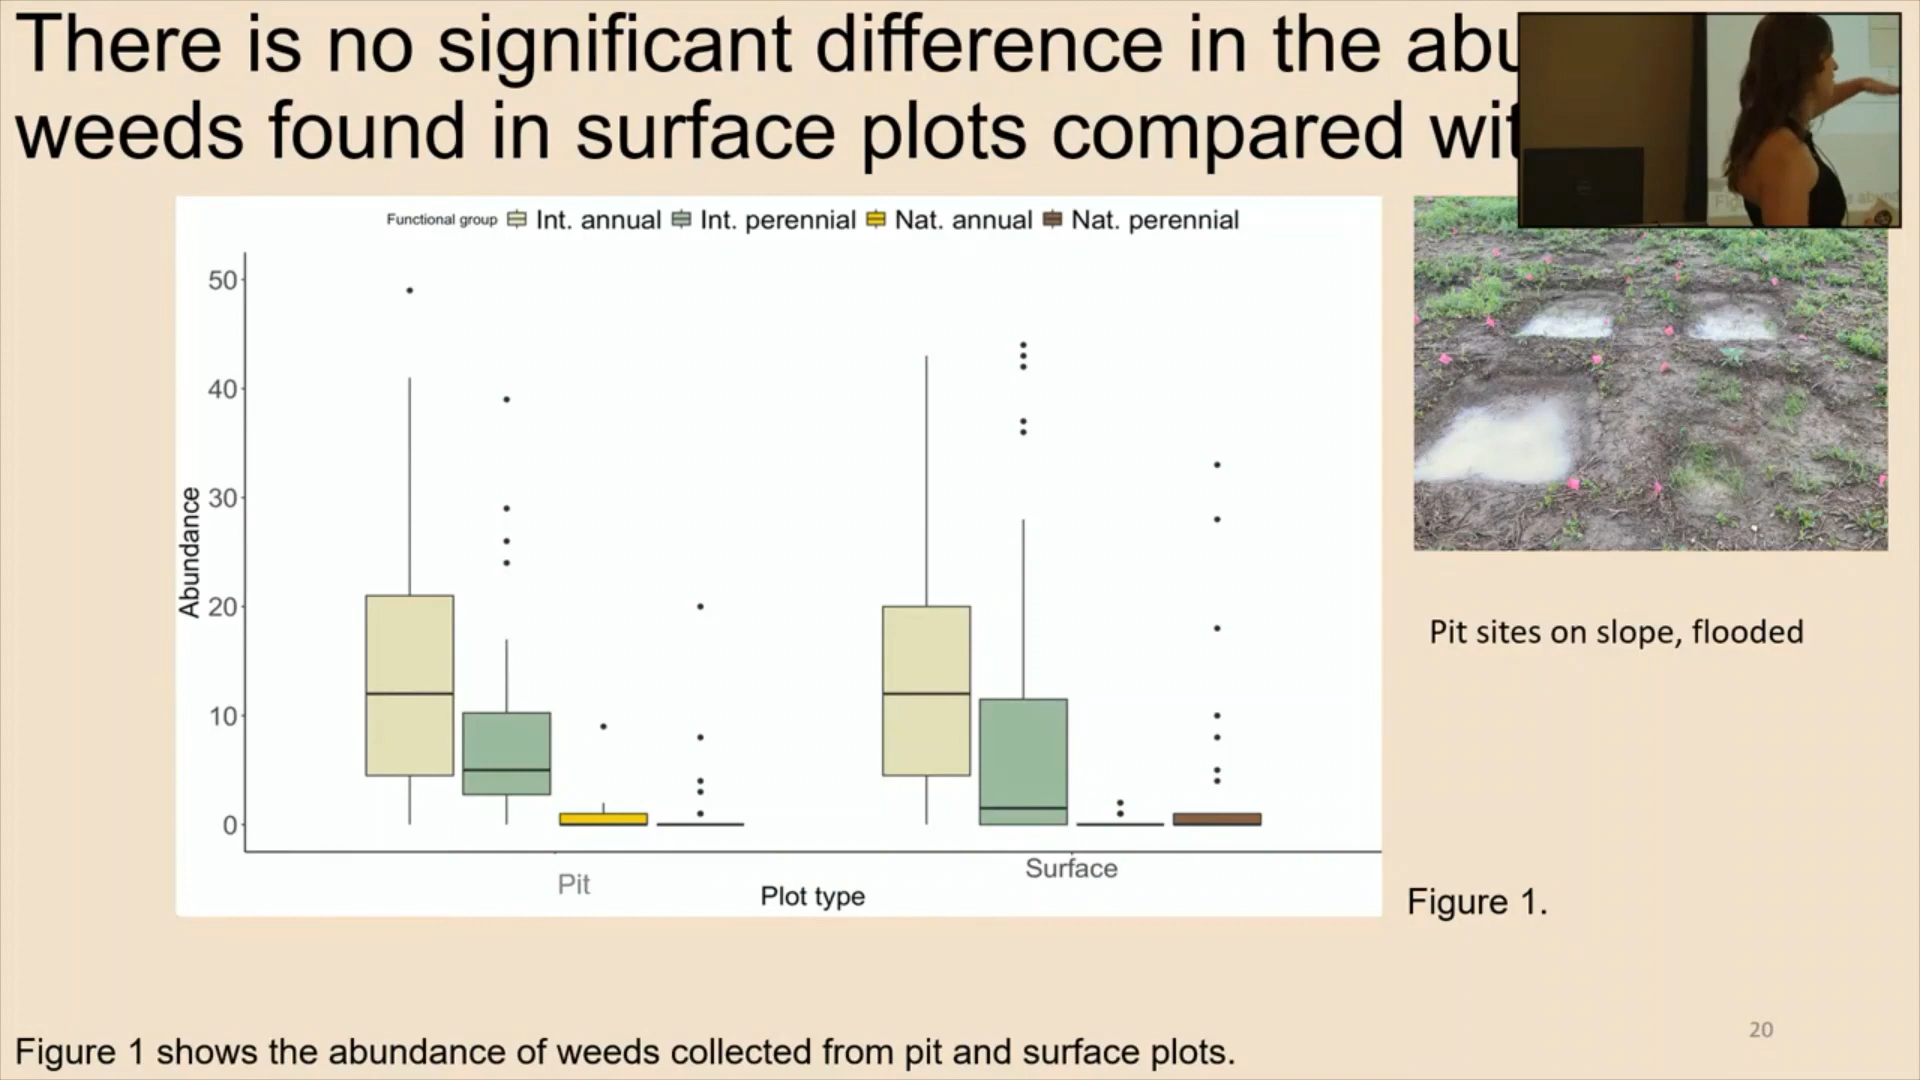 There is no significant difference in the
weeds found in surface plots compared
Functional group Int. annual Int. perennial Nat. annual Nat. perennial
50
40
30
20
10
0
Abundance
Pit
Surface
Plot type
Pit sites on slope, flooded
Figure 1.
20
Figure 1 shows the abundance of weeds collected from pit and surface plots.